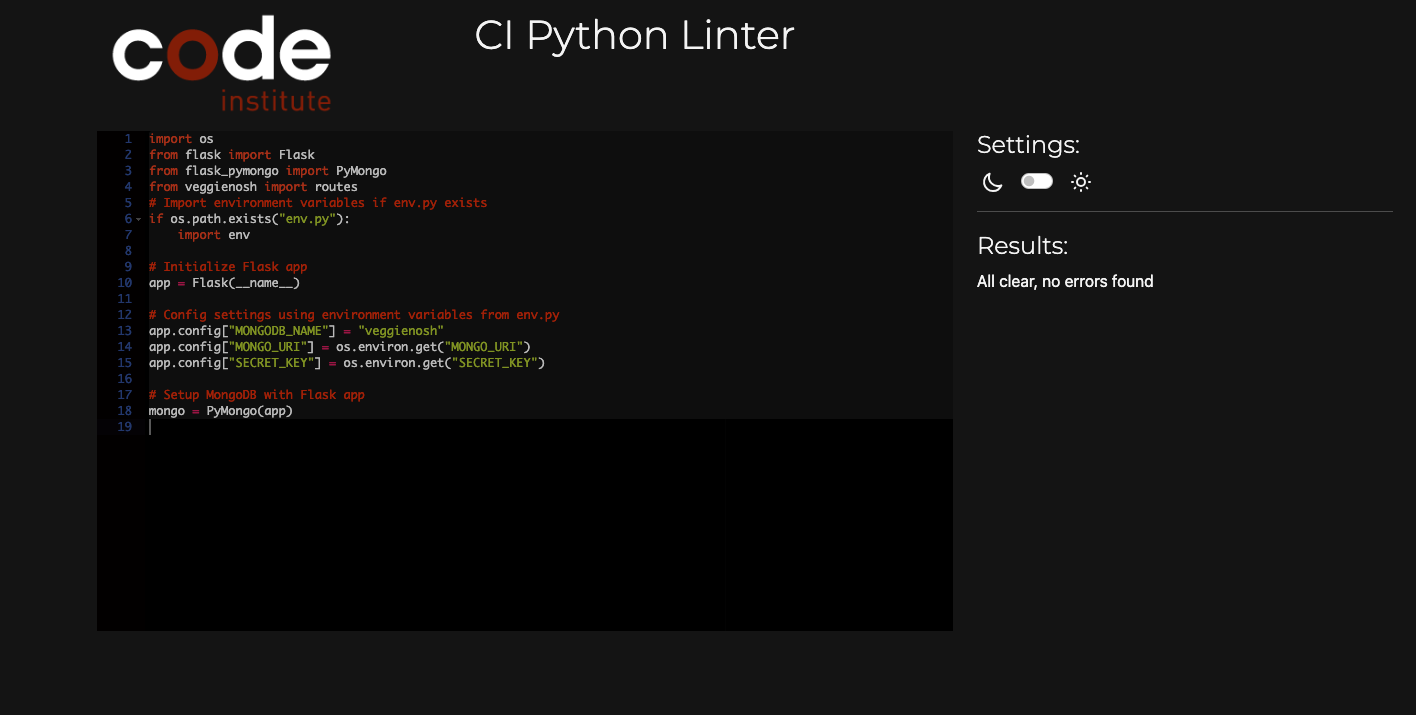 code
institute
CI Python Linter
1 import os
2 from flask import Flask
3 from flask_pymongo import PyMongo
4 from veggienosh import routes
5 # Import environment variables if env.py exists
6 if os.path.exists("env.py"):
7     import env
8
9 # Initialize Flask app
10 app = Flask(__name__)
11
12 # Config settings using environment variables from env.py
13 app.config["MONGODB_NAME"] = "veggienosh"
14 app.config["MONGO_URI"] = os.environ.get("MONGO_URI")
15 app.config["SECRET_KEY"] = os.environ.get("SECRET_KEY")
16
17 # Setup MongoDB with Flask app
18 mongo = PyMongo(app)
19
Settings:
Results:
All clear, no errors found